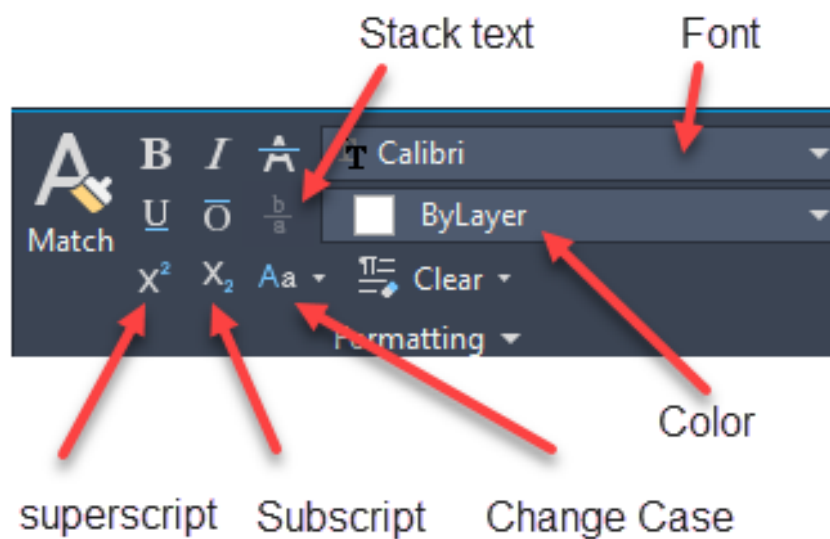 Stack text Font
B I A Calibri
U O b/a ByLayer
Match
X² X₂ Aa Clear
Formatting
Color
superscript Subscript Change Case